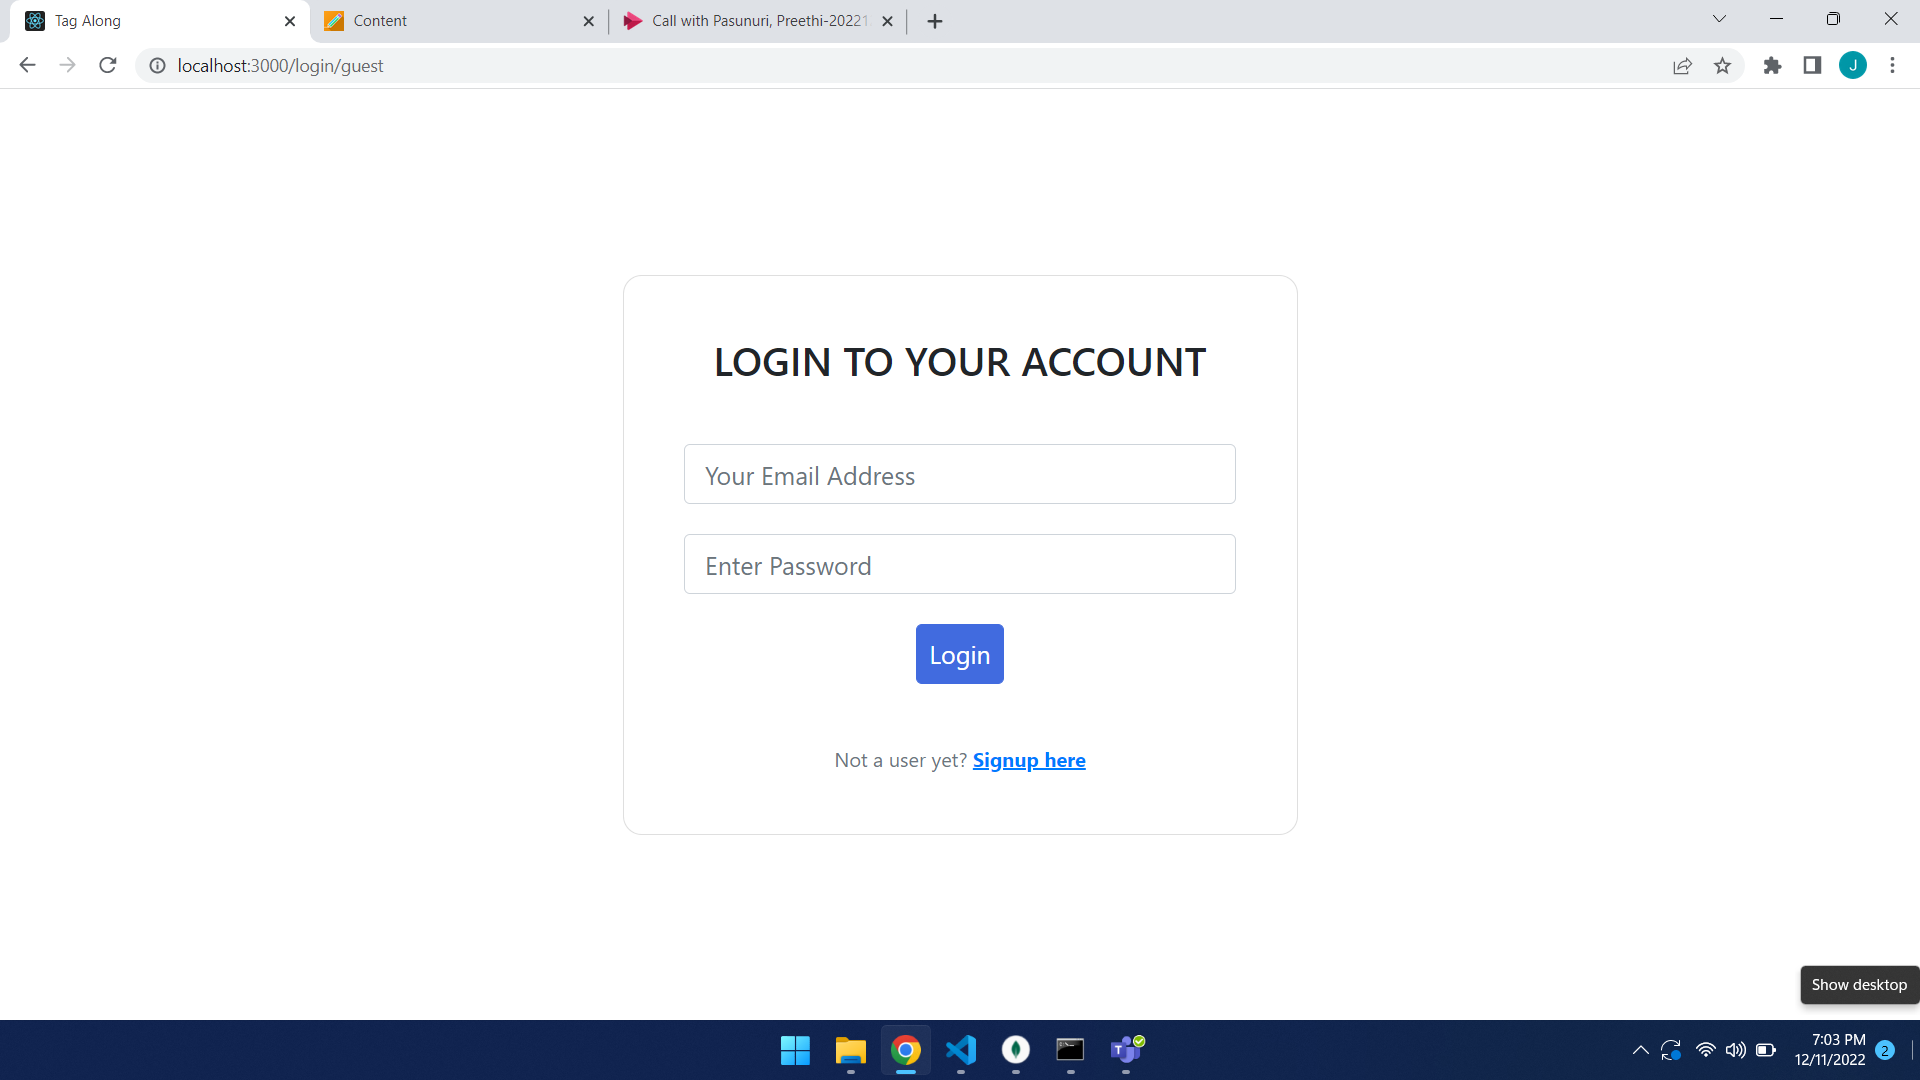 Tag Along
Content
Call with Pasunuri, Preethi-20221
localhost:3000/login/guest
J
LOGIN TO YOUR ACCOUNT
Your Email Address
Enter Password
Login
Not a user yet? Signup here
Show desktop
T
7:03 PM
12/11/2022
2